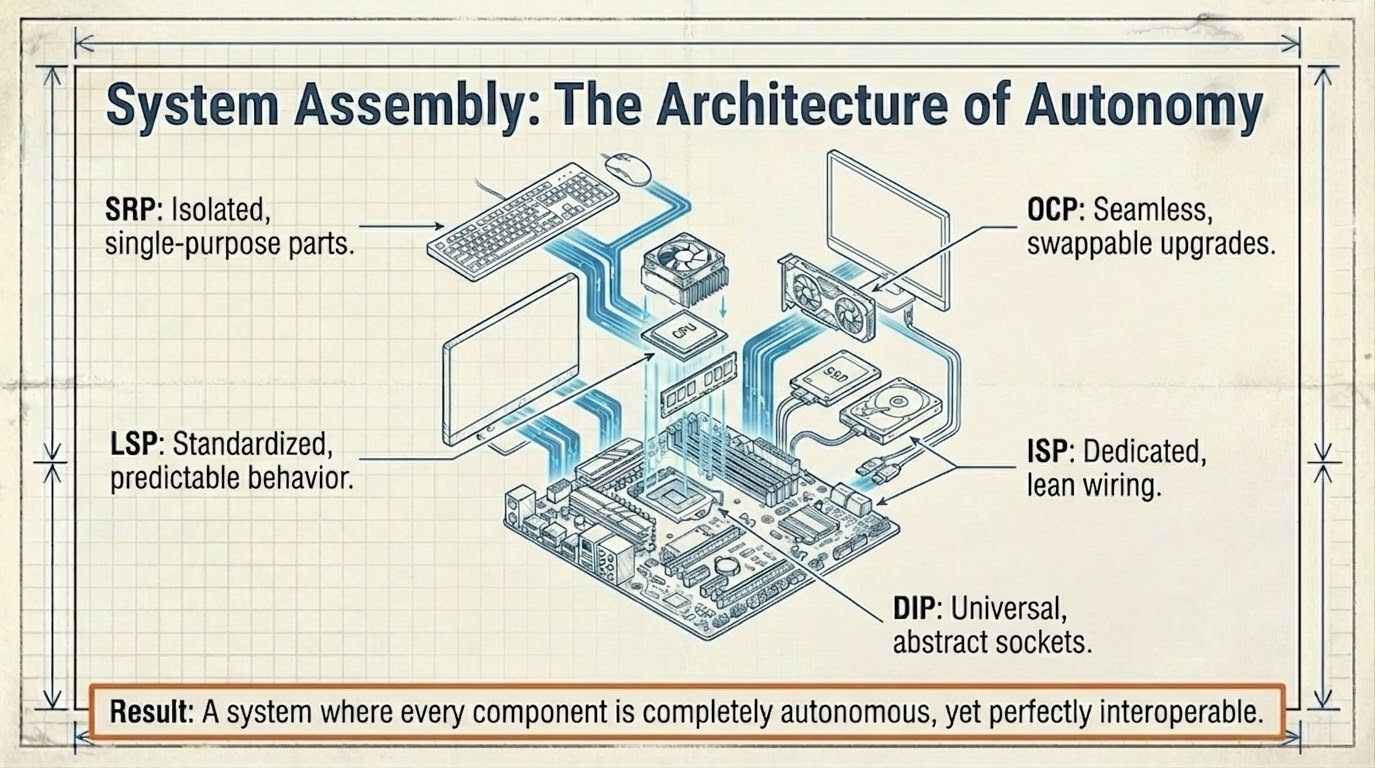 System Assembly: The Architecture of Autonomy
SRP: Isolated,
single-purpose parts.
OCP: Seamless,
swappable upgrades.
CPU
SSD
LSP: Standardized,
predictable behavior.
ISP: Dedicated,
lean wiring.
DIP: Universal,
abstract sockets.
Result: A system where every component is completely autonomous, yet perfectly interoperable.